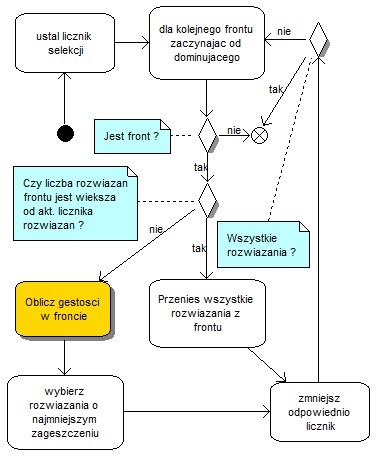 ustal licznik
selekcji
dla kolejnego frontu
zaczynajac od
dominujacego
nie
tak
Jest front ?
nie
tak
Czy liczba rozwiazan
frontu jest wieksza
od akt. licznika
rozwiazan ?
nie
tak
Wszystkie
rozwiazania ?
Oblicz gestosci
w froncie
Przenies wszystkie
rozwiazania z
frontu
wybierz
rozwiazania o
najmniejszym
zageszczeniu
zmniejsz
odpowiednio
licznik